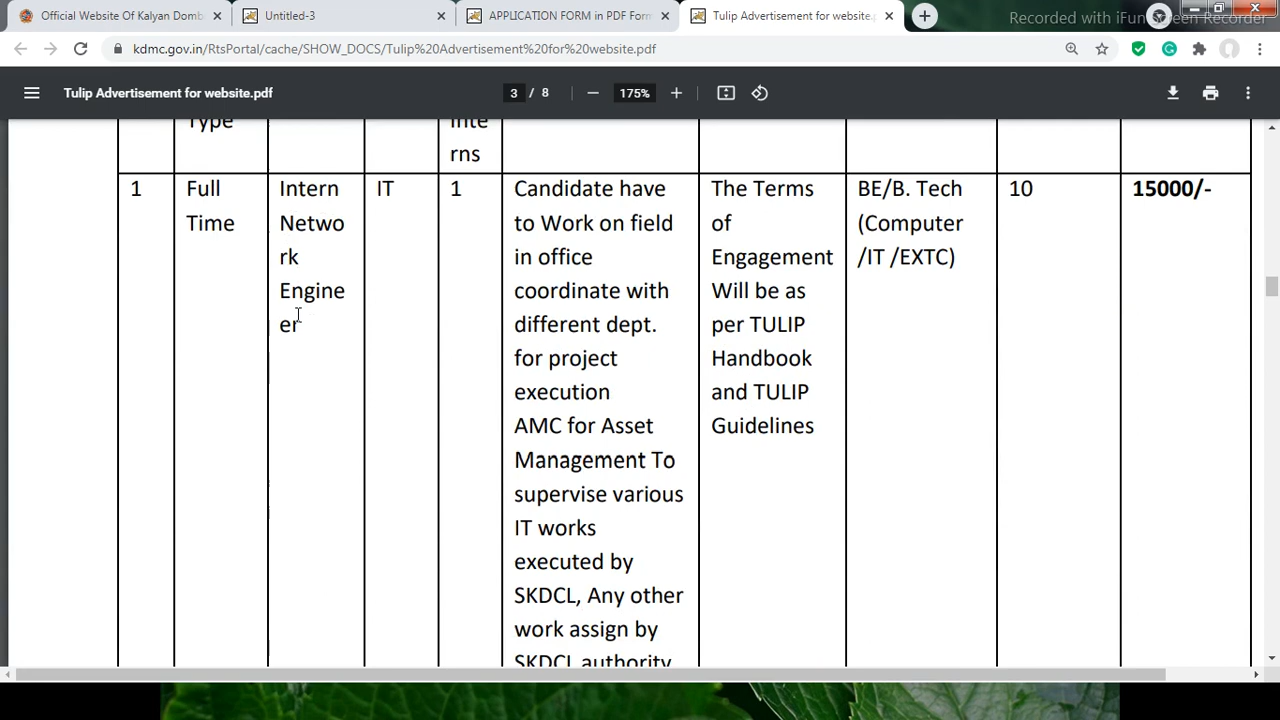 Official Website Of Kalyan Domb
Untitled-3
APPLICATION FORM in PDF Form
Tulip Advertisement for website.
Recorded with iFun Screen Recorder
kdmc.gov.in/RtsPortal/cache/SHOW_DOCS/Tulip%20Advertisement%20for%20website.pdf
Tulip Advertisement for website.pdf
3 / 8
175%
Type
Inte
rns
1
Full
Time
Intern
Netwo
rk
Engine
er
IT
1
Candidate have
to Work on field
in office
coordinate with
different dept.
for project
execution
AMC for Asset
Management To
supervise various
IT works
executed by
SKDCL, Any other
work assign by
SKDCL authority
The Terms
of
Engagement
Will be as
per TULIP
Handbook
and TULIP
Guidelines
BE/B. Tech
(Computer
/IT /EXTC)
10
15000/-